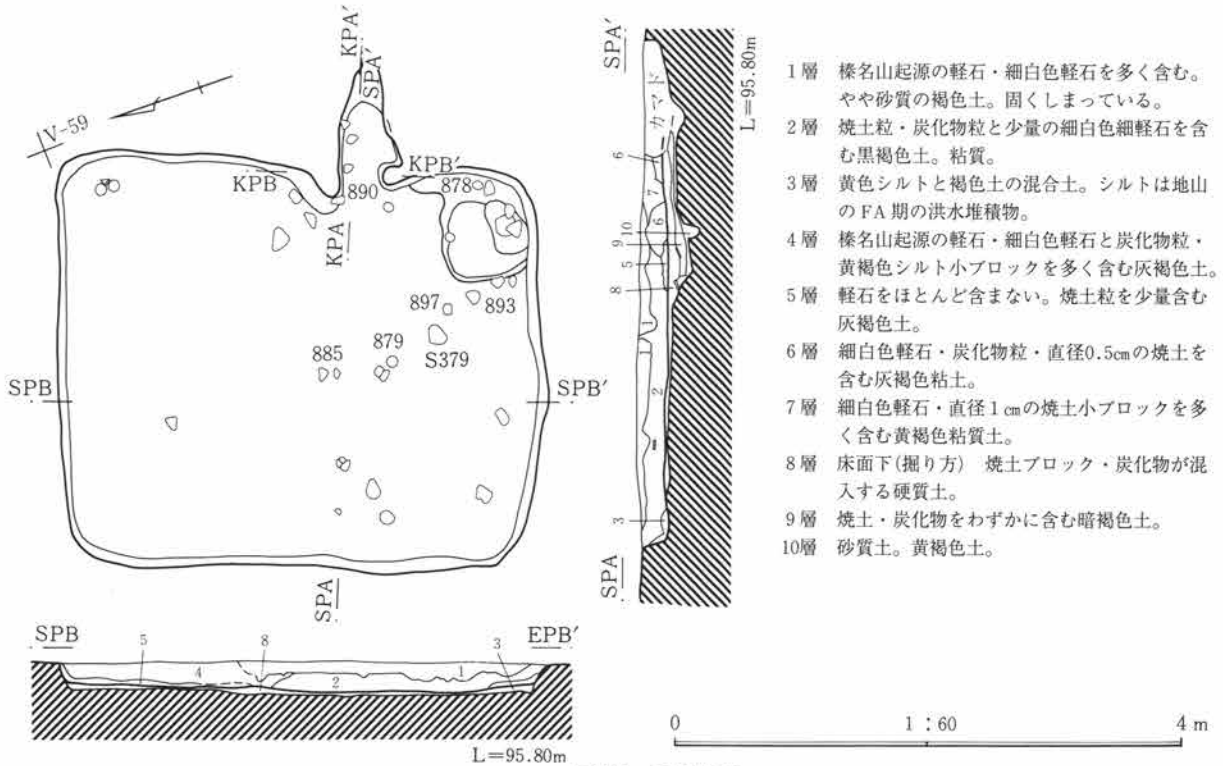 KPA′
SPA′
Ⅳ-59
KPB
KPB′
878
890
KPA
893
897
879
885
S379
SPB
SPB′
SPA
SPB
5
8
3
EPB′
4
2
1
L=95.80m
SPA′
L=95.80m
カマド
6
7
6
10
9
5
8
1
1
2
3
SPA
1層 榛名山起源の軽石・細白色軽石を多く含む。
やや砂質の褐色土。固くしまっている。
2層 焼土粒・炭化物粒と少量の細白色細軽石を含
む黒褐色土。粘質。
3層 黄色シルトと褐色土の混合土。シルトは地山
のFA期の洪水堆積物。
4層 榛名山起源の軽石・細白色軽石と炭化物粒・
黄褐色シルト小ブロックを多く含む灰褐色土。
5層 軽石をほとんど含まない。焼土粒を少量含む
灰褐色土。
6層 細白色軽石・炭化物粒・直径0.5㎝の焼土を
含む灰褐色粘土。
7層 細白色軽石・直径1㎝の焼土小ブロックを多
く含む黄褐色粘質土。
8層 床面下(掘り方) 焼土ブロック・炭化物が混
入する硬質土。
9層 焼土・炭化物をわずかに含む暗褐色土。
10層 砂質土。黄褐色土。
0 1:60 4m